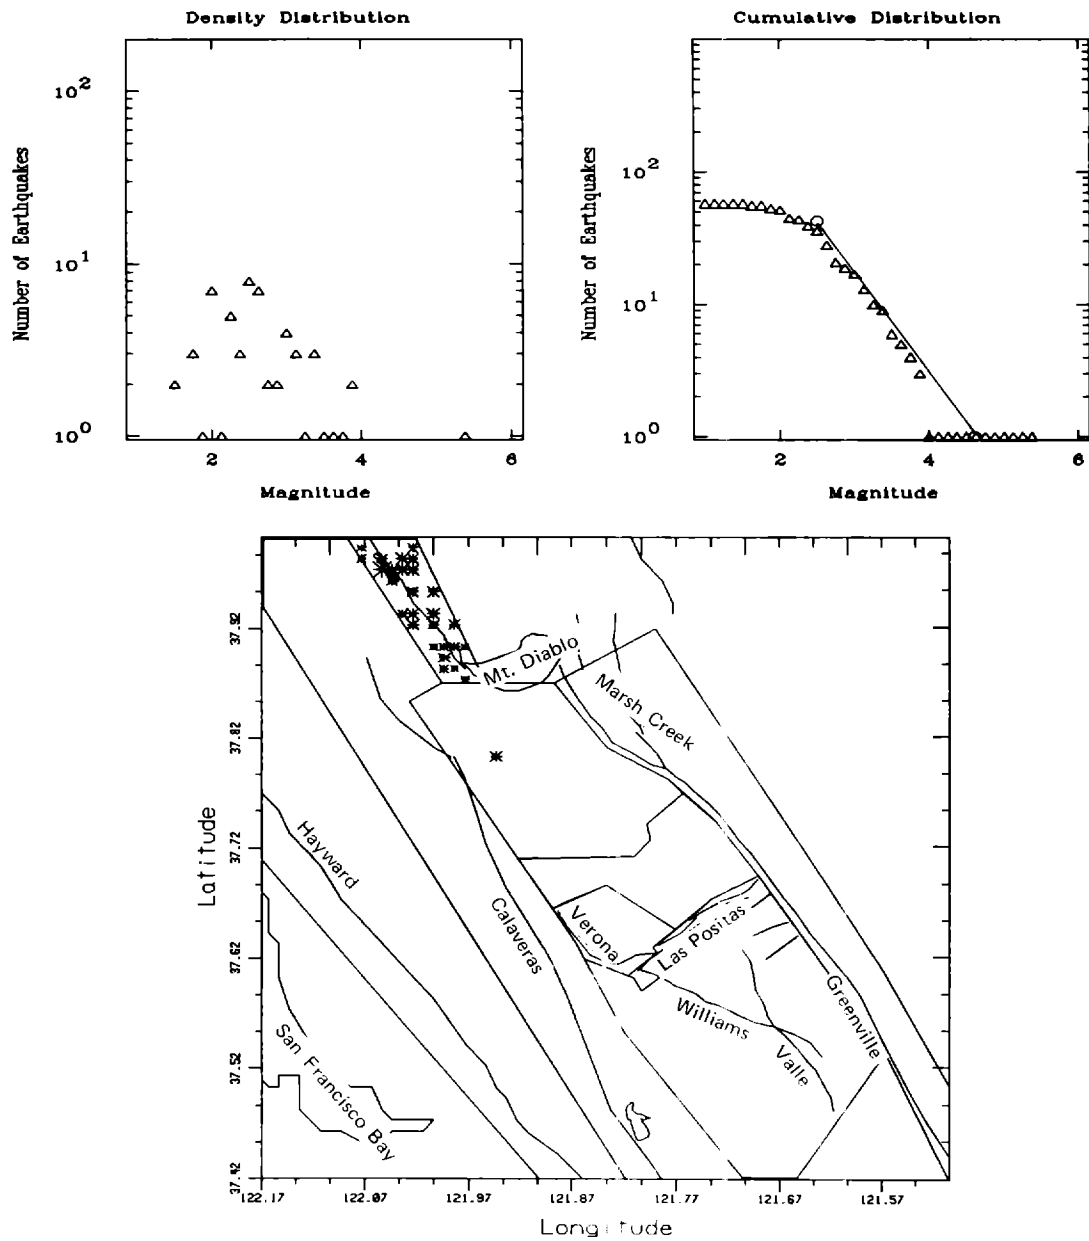 Density Distribution
Cumulative Distribution
Number of Earthquakes
10^2
10^1
10^0
2
4
6
Magnitude
Number of Earthquakes
10^2
10^1
10^0
2
4
6
Magnitude
Latitude
37.92
37.82
37.72
37.62
37.52
37.42
Mt. Diablo
Marsh Creek
Hayward
Calaveras
Verona
Las Positas
Williams
Valle
Greenville
San Francisco Bay
122.17
122.07
121.97
121.87
121.77
121.67
121.57
Longitude